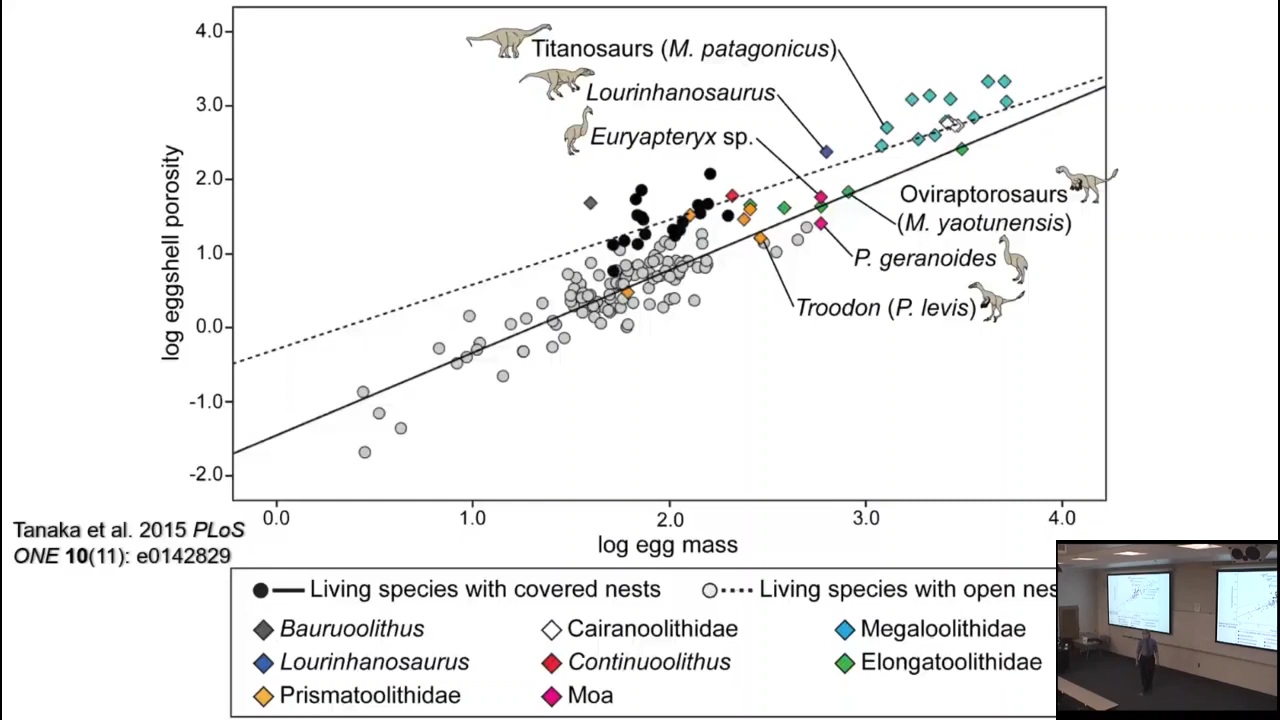 4.0
3.0
2.0
1.0
0.0
-1.0
-2.0
log eggshell porosity
Titanosaurs (M. patagonicus)
Lourinhanosaurus
Euryapteryx sp.
Oviraptorosaurs
(M. yaotunensis)
P. geranoides
Troodon (P. levis)
0.0 1.0 2.0 3.0 4.0
log egg mass
Tanaka et al. 2015 PLoS
ONE 10(11): e0142829
Living species with covered nests
Living species with open nes
Bauruoolithus
Cairanoolithidae
Megaloolithidae
Lourinhanosaurus
Continuoolithus
Elongatoolithidae
Prismatoolithidae
Moa